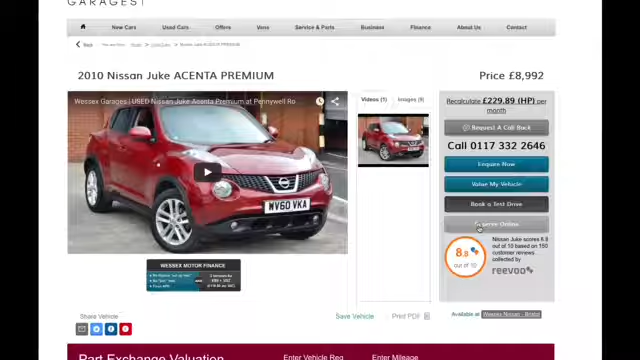 GARAGES
New Cars Used Cars Offers Vans Service & Parts Business Finance About Us Contact
Back
2010 Nissan Juke ACENTA PREMIUM Price £8,992
Wessex Garages | USED Nissan Juke Acenta Premium at Pennywell Ro
Videos (1) Images (9)
Recalculate £229.89 (HP) per month
Request A Call Back
Call 0117 332 2646
Enquire Now
Value My Vehicle
Book a Test Drive
Reserve Online
WV60 VKA
8.8
out of 10
Nissan Juke scores 8.8
out of 10 based on 150
customer reviews
collected by
reevoo
WESSEX MOTOR FINANCE
Share Vehicle Save Vehicle Print PDF
Available at Wessex Nissan - Bristol
Part Exchange Valuation Enter Vehicle Reg Enter Mileage